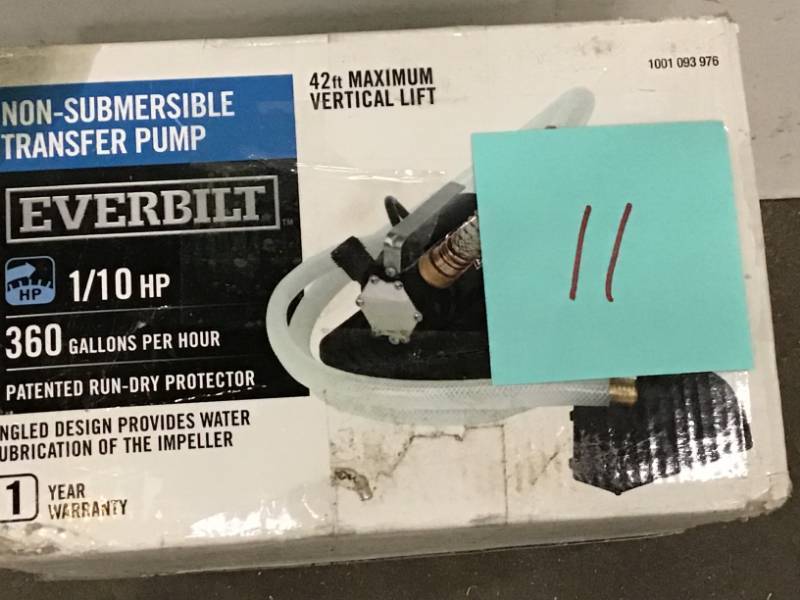 42ft MAXIMUM
VERTICAL LIFT
1001 093 976
NON-SUBMERSIBLE
TRANSFER PUMP
EVERBILT™
HP
1/10 HP
360 GALLONS PER HOUR
PATENTED RUN-DRY PROTECTOR
NGLED DESIGN PROVIDES WATER
UBRICATION OF THE IMPELLER
1 YEAR
WARRANTY
11